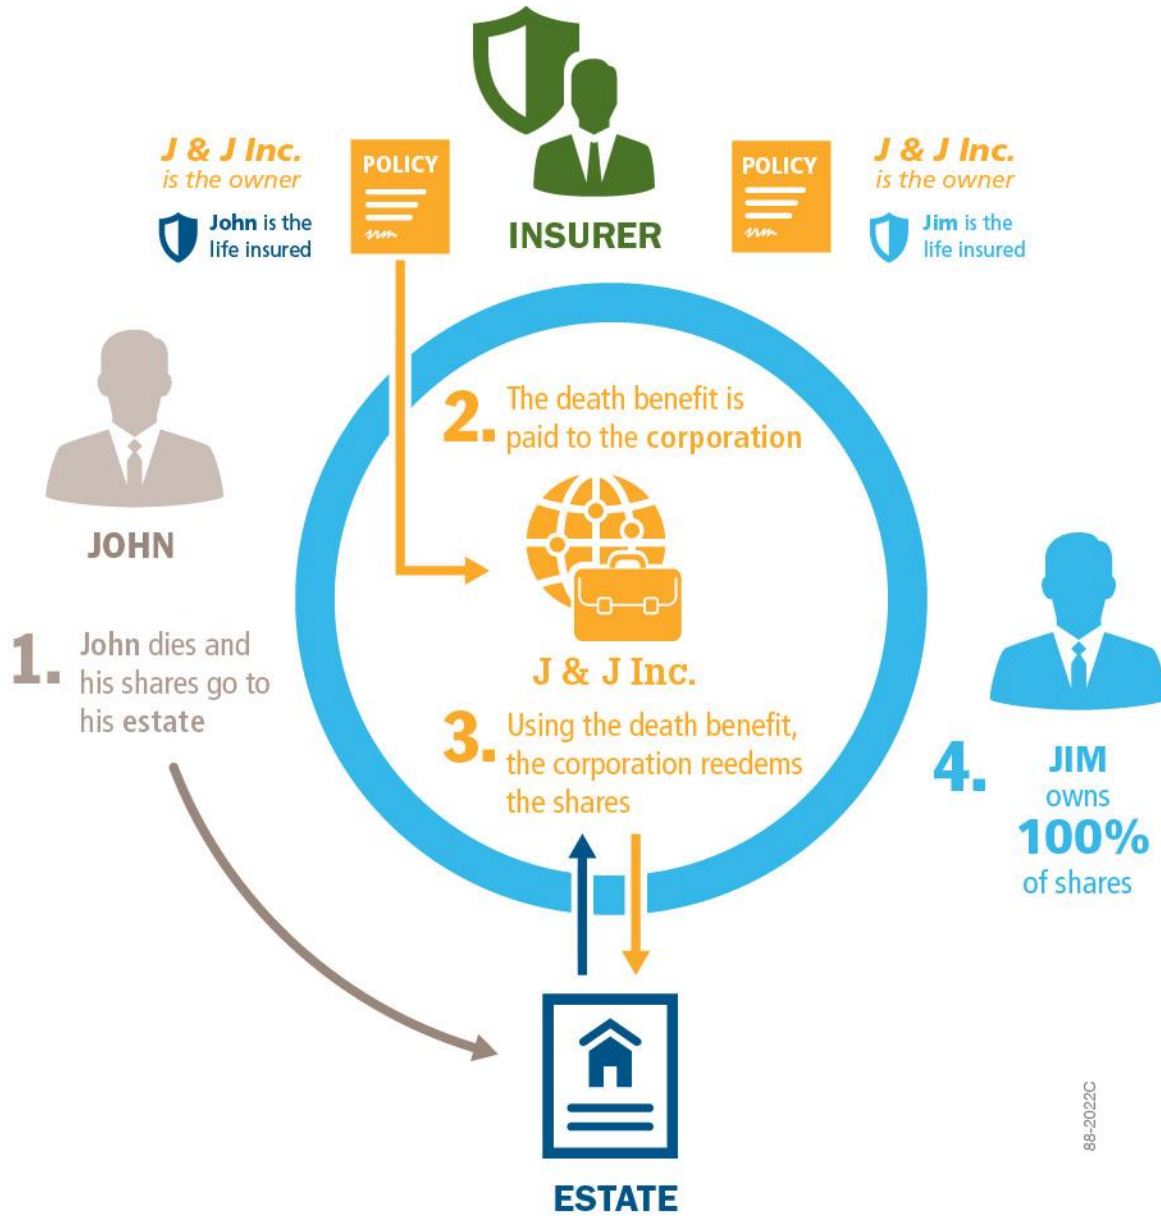 J & J Inc.
is the owner
John is the
life insured
POLICY
INSURER
POLICY
J & J Inc.
is the owner
Jim is the
life insured
JOHN
1. John dies and
his shares go to
his estate
2. The death benefit is
paid to the corporation
J & J Inc.
3. Using the death benefit,
the corporation reedems
the shares
4. JIM
owns
100%
of shares
ESTATE
88-2022C